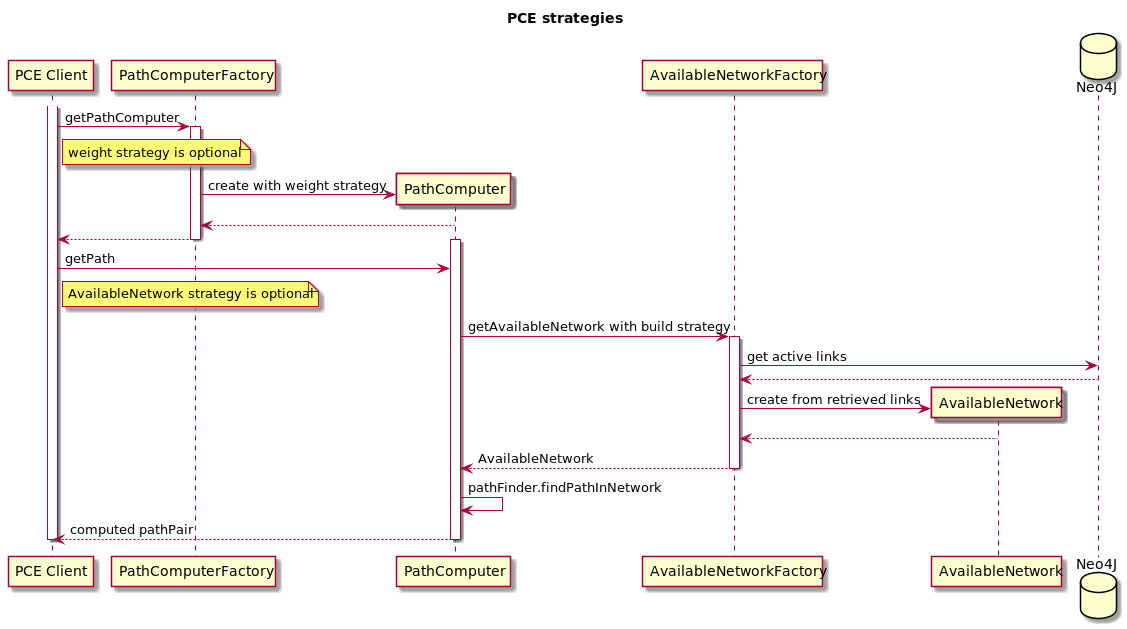 PCE strategies
Neo4J
PCE Client
PathComputerFactory
AvailableNetworkFactory
getPathComputer
weight strategy is optional
create with weight strategy
PathComputer
getPath
AvailableNetwork strategy is optional
getAvailableNetwork with build strategy
get active links
create from retrieved links
AvailableNetwork
AvailableNetwork
pathFinder.findPathInNetwork
computed pathPair
PCE Client
PathComputerFactory
PathComputer
AvailableNetworkFactory
AvailableNetwork
Neo4J